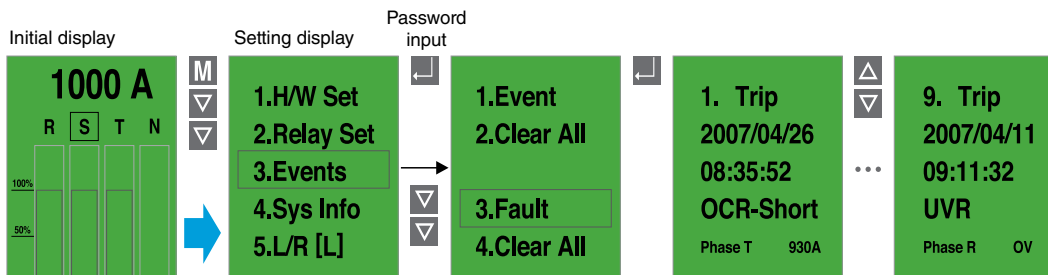 Initial display
1000 A
R S T N
100%
50%
M
Setting display
1.H/W Set
2.Relay Set
3.Events
4.Sys Info
5.L/R [L]
Password
input
1.Event
2.Clear All
3.Fault
4.Clear All
1. Trip
2007/04/26
08:35:52
OCR-Short
Phase T 930A
...
9. Trip
2007/04/11
09:11:32
UVR
Phase R OV